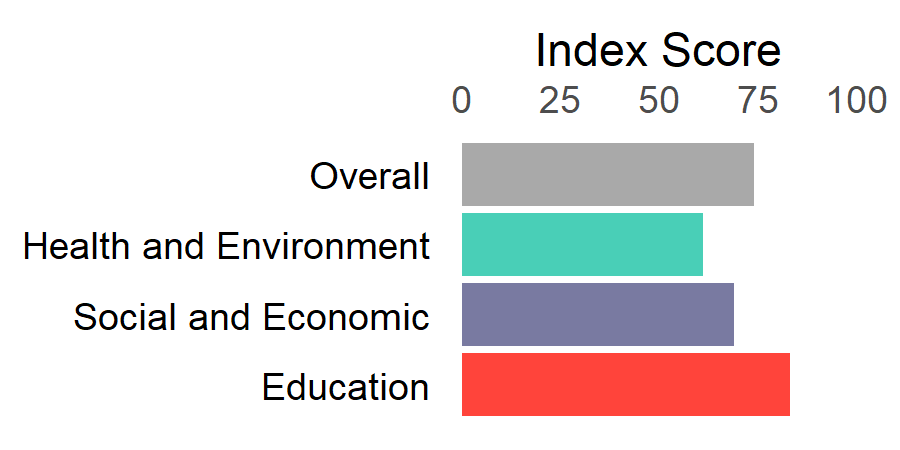 Index Score
0 25 50 75 100
Overall
Health and Environment
Social and Economic
Education